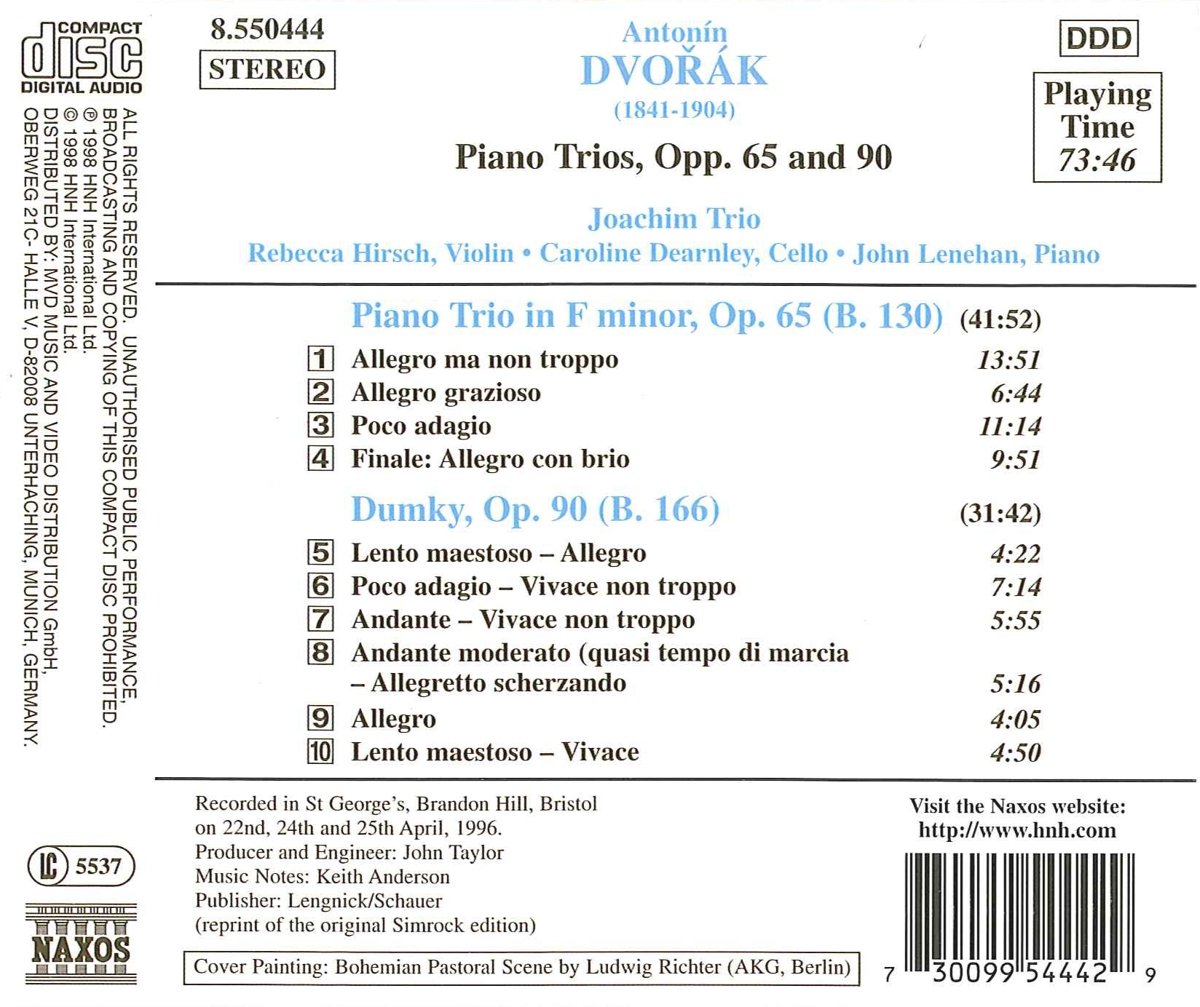 COMPACT
disc
DIGITAL AUDIO
8.550444
STEREO
Antonín
DVOŘÁK
(1841-1904)
Piano Trios, Opp. 65 and 90
DDD
Playing
Time
73:46
Joachim Trio
Rebecca Hirsch, Violin • Caroline Dearnley, Cello • John Lenehan, Piano
Piano Trio in F minor, Op. 65 (B. 130) (41:52)
1 Allegro ma non troppo 13:51
2 Allegro grazioso 6:44
3 Poco adagio 11:14
4 Finale: Allegro con brio 9:51
Dumky, Op. 90 (B. 166) (31:42)
5 Lento maestoso – Allegro 4:22
6 Poco adagio – Vivace non troppo 7:14
7 Andante – Vivace non troppo 5:55
8 Andante moderato (quasi tempo di marcia
– Allegretto scherzando 5:16
9 Allegro 4:05
10 Lento maestoso – Vivace 4:50
Recorded in St George's, Brandon Hill, Bristol
on 22nd, 24th and 25th April, 1996.
Producer and Engineer: John Taylor
Music Notes: Keith Anderson
Publisher: Lengnick/Schauer
(reprint of the original Simrock edition)
Cover Painting: Bohemian Pastoral Scene by Ludwig Richter (AKG, Berlin)
Visit the Naxos website:
http://www.hnh.com
7 30099 54442 9
ALL RIGHTS RESERVED. UNAUTHORISED PUBLIC PERFORMANCE,
BROADCASTING AND COPYING OF THIS COMPACT DISC PROHIBITED.
℗ 1998 HNH International Ltd.
© 1998 HNH International Ltd.
DISTRIBUTED BY: MVD MUSIC AND VIDEO DISTRIBUTION GmbH,
OBERWEG 21C- HALLE V, D-82008 UNTERHACHING, MUNICH, GERMANY.
LC 5537
NAXOS